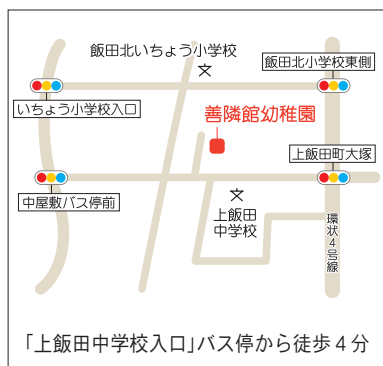 飯田北いちょう小学校
飯田北小学校東側
いちょう小学校入口
善隣館幼稚園
上飯田町大塚
中屋敷バス停前
上飯田
中学校
環状4号線
「上飯田中学校入口」バス停から徒歩4分